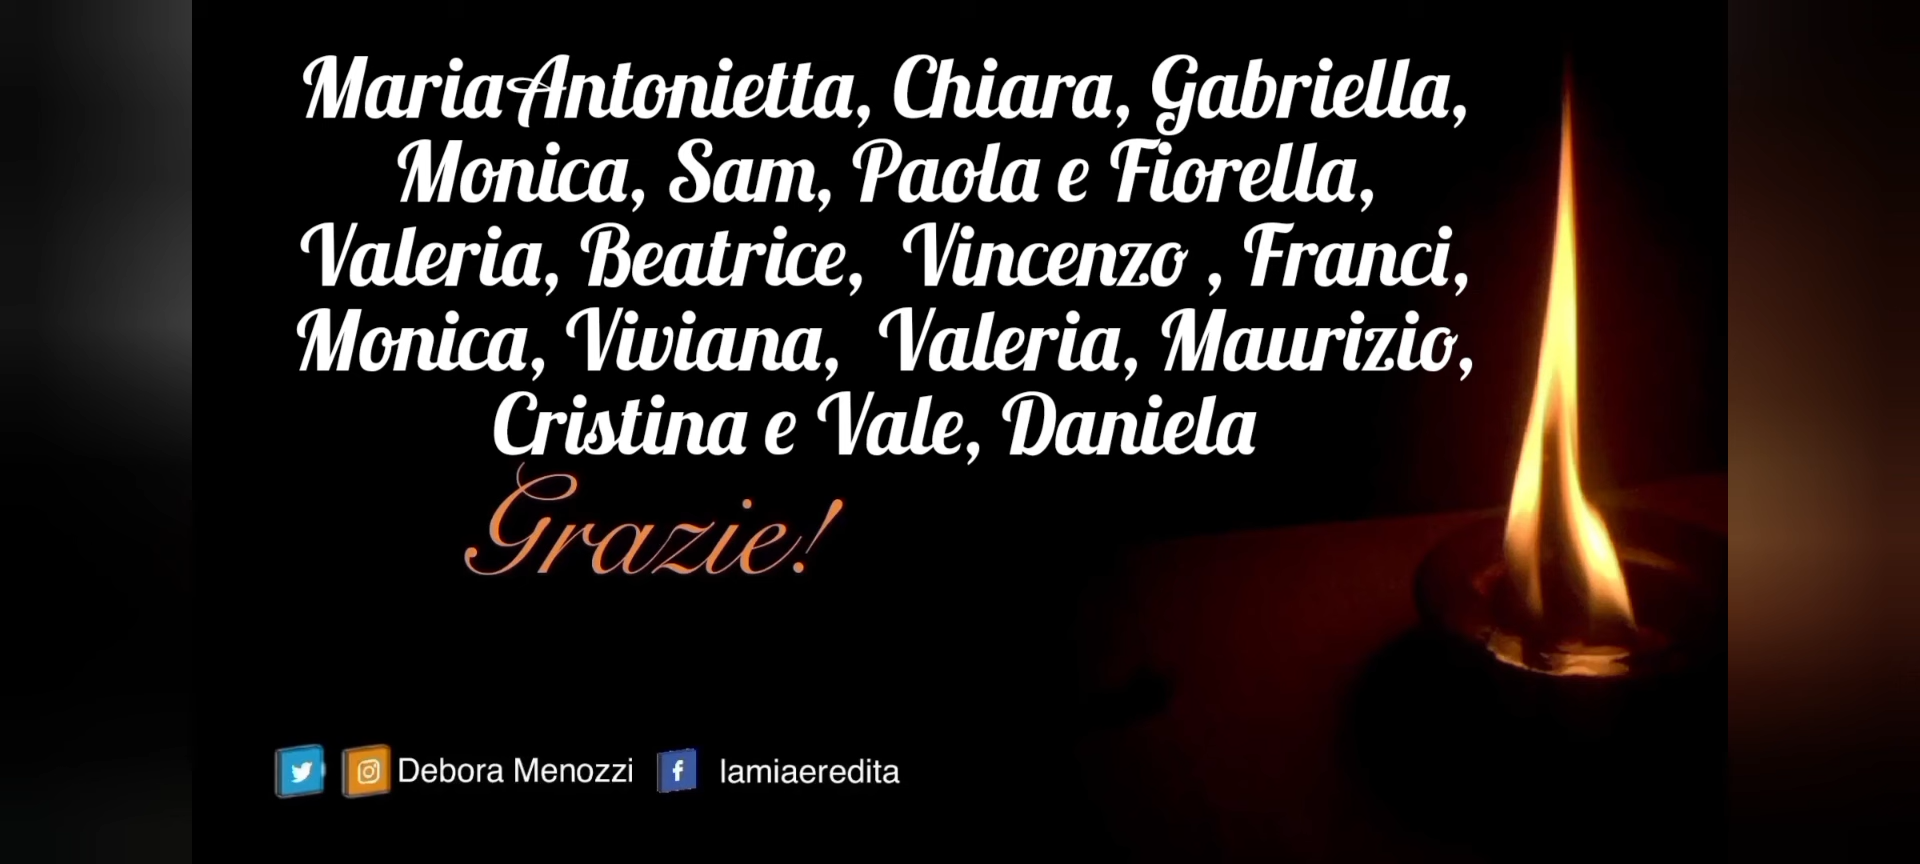 MariaAntonietta, Chiara, Gabriella,
Monica, Sam, Paola e Fiorella,
Valeria, Beatrice, Vincenzo , Franci,
Monica, Viviana, Valeria, Maurizio,
Cristina e Vale, Daniela
Grazie!
Debora Menozzi lamiaeredita